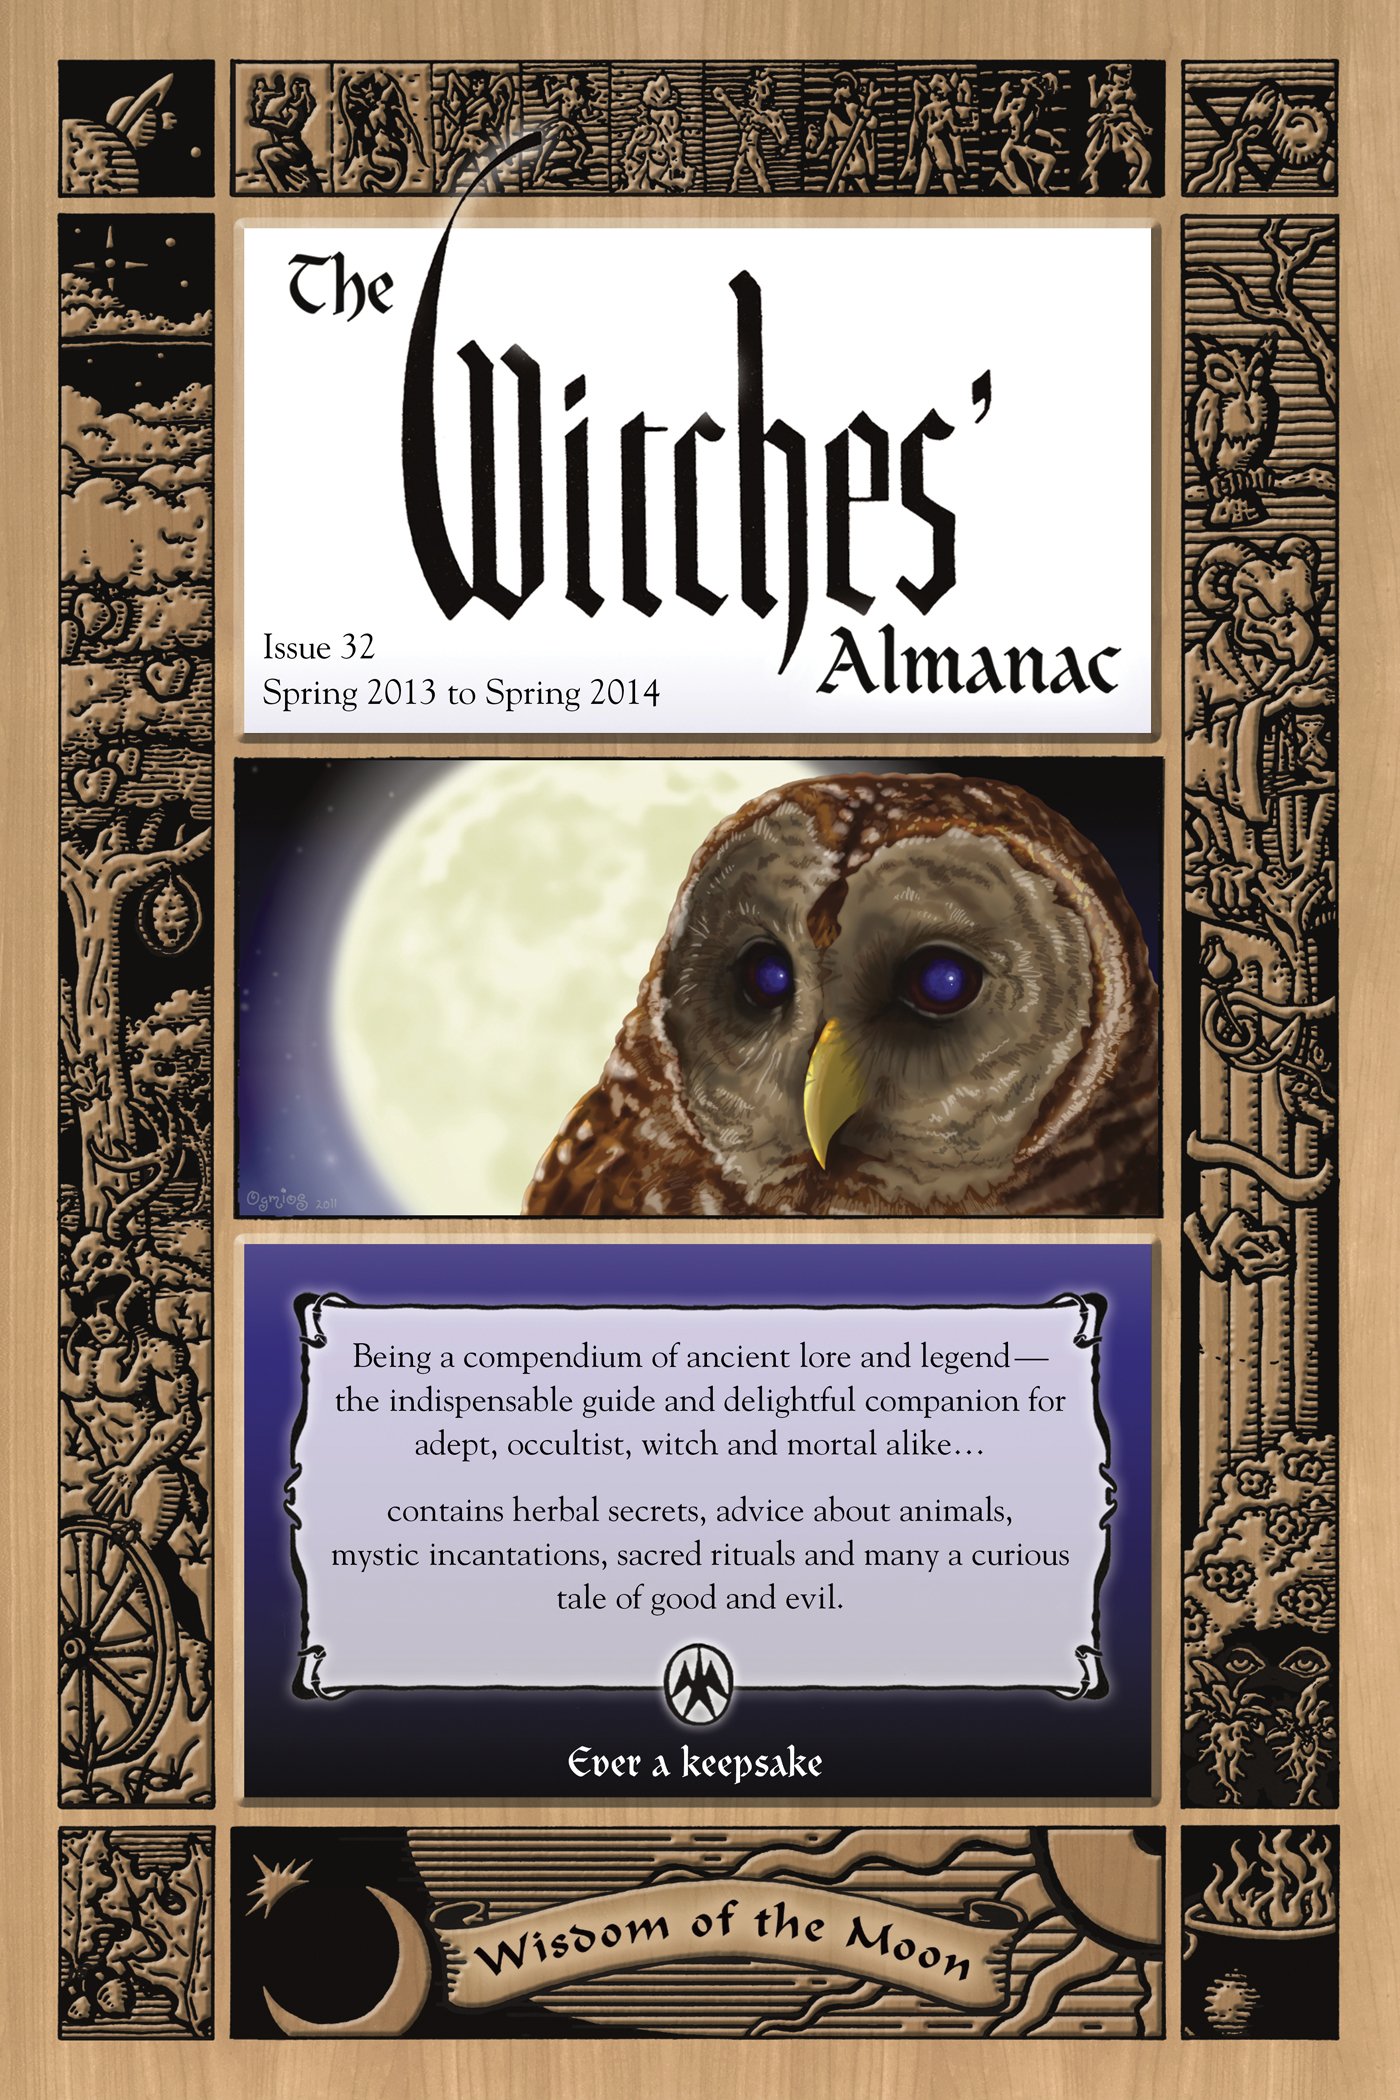 The
Witches'
Almanac
Issue 32
Spring 2013 to Spring 2014
Ogmios 2011
Being a compendium of ancient lore and legend—
the indispensable guide and delightful companion for
adept, occultist, witch and mortal alike…
contains herbal secrets, advice about animals,
mystic incantations, sacred rituals and many a curious
tale of good and evil.
Ever a keepsake
Wisdom of the Moon